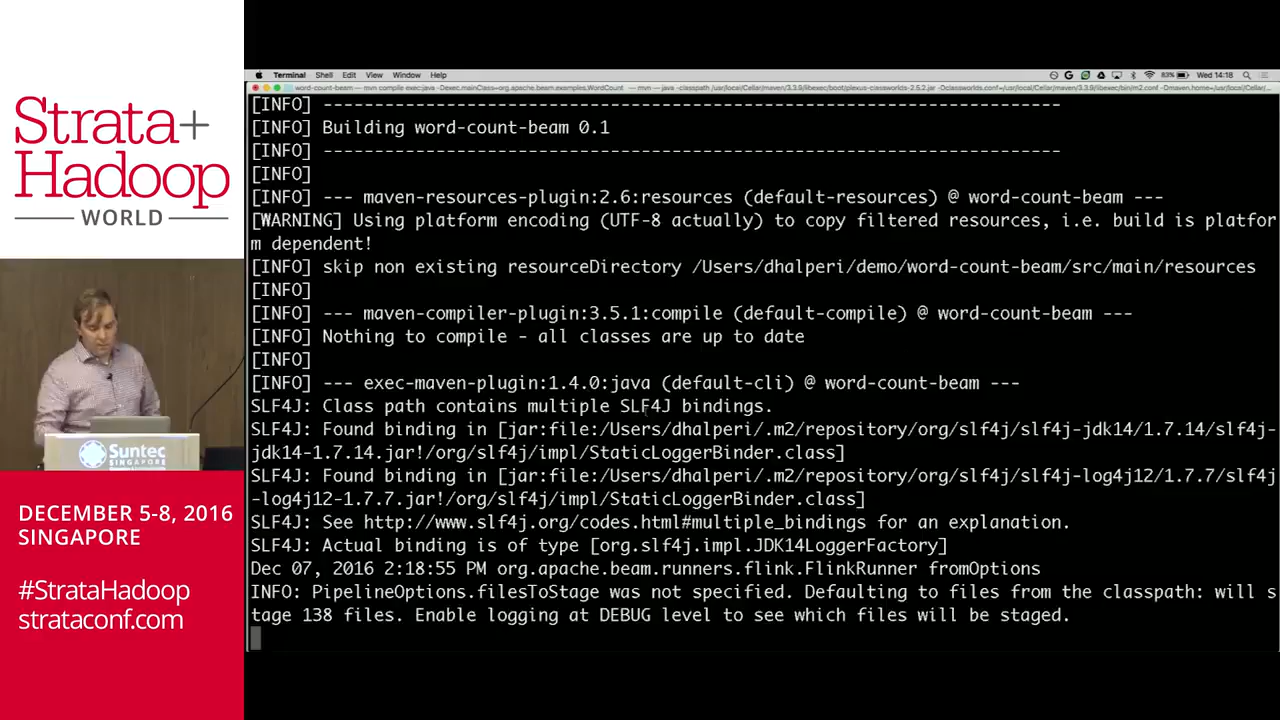 Strata+
Hadoop
WORLD
Suntec
SINGAPORE
DECEMBER 5-8, 2016
SINGAPORE
#StrataHadoop
strataconf.com
Terminal Shell Edit View Window Help
83% Wed 14:18
[INFO] ------------------------------------------------------------------------
[INFO] Building word-count-beam 0.1
[INFO] ------------------------------------------------------------------------
[INFO]
[INFO] --- maven-resources-plugin:2.6:resources (default-resources) @ word-count-beam ---
[WARNING] Using platform encoding (UTF-8 actually) to copy filtered resources, i.e. build is platfor
m dependent!
[INFO] skip non existing resourceDirectory /Users/dhalperi/demo/word-count-beam/src/main/resources
[INFO]
[INFO] --- maven-compiler-plugin:3.5.1:compile (default-compile) @ word-count-beam ---
[INFO] Nothing to compile - all classes are up to date
[INFO]
[INFO] --- exec-maven-plugin:1.4.0:java (default-cli) @ word-count-beam ---
SLF4J: Class path contains multiple SLF4J bindings.
SLF4J: Found binding in [jar:file:/Users/dhalperi/.m2/repository/org/slf4j/slf4j-jdk14/1.7.14/slf4j-
jdk14-1.7.14.jar!/org/slf4j/impl/StaticLoggerBinder.class]
SLF4J: Found binding in [jar:file:/Users/dhalperi/.m2/repository/org/slf4j/slf4j-log4j12/1.7.7/slf4j
-log4j12-1.7.7.jar!/org/slf4j/impl/StaticLoggerBinder.class]
SLF4J: See http://www.slf4j.org/codes.html#multiple_bindings for an explanation.
SLF4J: Actual binding is of type [org.slf4j.impl.JDK14LoggerFactory]
Dec 07, 2016 2:18:55 PM org.apache.beam.runners.flink.FlinkRunner fromOptions
INFO: PipelineOptions.filesToStage was not specified. Defaulting to files from the classpath: will s
tage 138 files. Enable logging at DEBUG level to see which files will be staged.